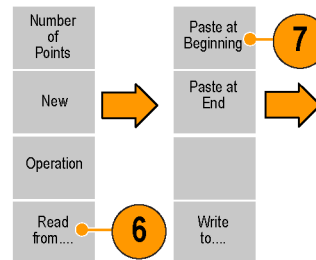 Number
of
Points
New
Operation
Read
from....
6
Paste at
Beginning
7
Paste at
End
Write
to....